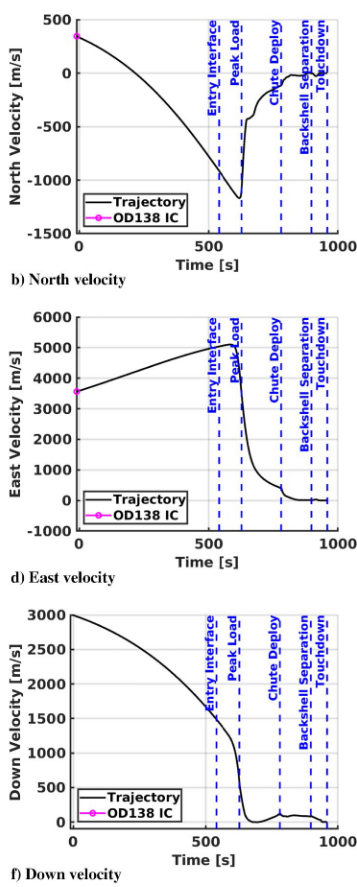 North Velocity [m/s]
0
-500
-1000
-1500
Entry Interface
Peak Load
Chute Deploy
Backshell Separation
Touchdown
Trajectory
OD138 IC
0
500
1000
Time [s]
b) North velocity
East Velocity [m/s]
6000
5000
4000
3000
2000
1000
0
-1000
Entry Interface
Peak Load
Chute Deploy
Backshell Separation
Touchdown
Trajectory
OD138 IC
0
500
1000
Time [s]
d) East velocity
Down Velocity [m/s]
3000
2500
2000
1500
1000
500
0
Entry Interface
Peak Load
Chute Deploy
Backshell Separation
Touchdown
Trajectory
OD138 IC
0
500
1000
Time [s]
f) Down velocity